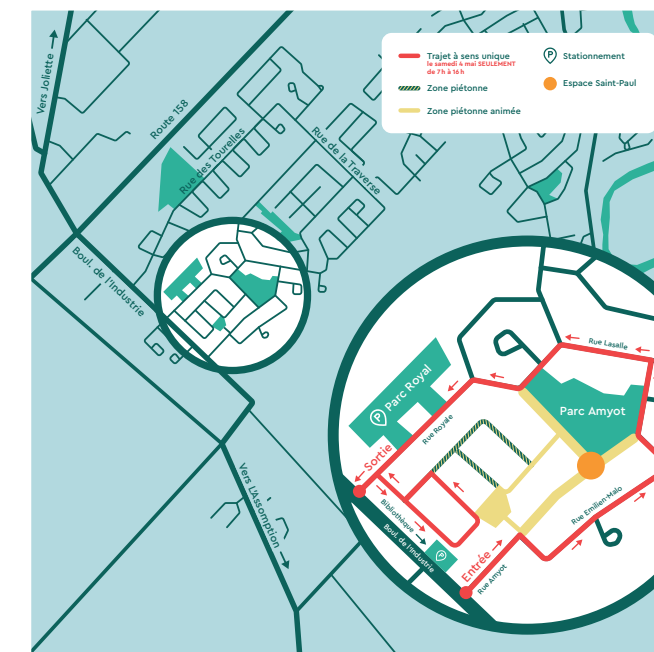 Trajet à sens unique
le samedi 4 mai SEULEMENT
de 7 h à 16 h
Zone piétonne
Zone piétonne animée
P
Stationnement
Espace Saint-Paul
Vers Joliette
Route 158
Rue des Tourelles
Rue de la Traverse
Boul. de l'Industrie
Vers L'Assomption
Rue Lasalle
P Parc Royal
Parc Amyot
Rue Royale
Sortie
Bibliothèque
Boul. de l'Industrie
P
Rue Emilien-Malo
Entrée
Rue Amyot